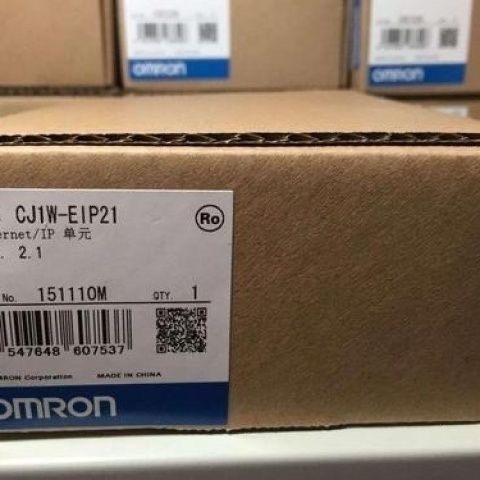 OMRON
OMRON
CJ1W-EIP21
ernet/IP 单元
. 2.1
Ro
No. 151110M QTY. 1
547648 607537
MRON Corporation MADE IN CHINA
OMRON